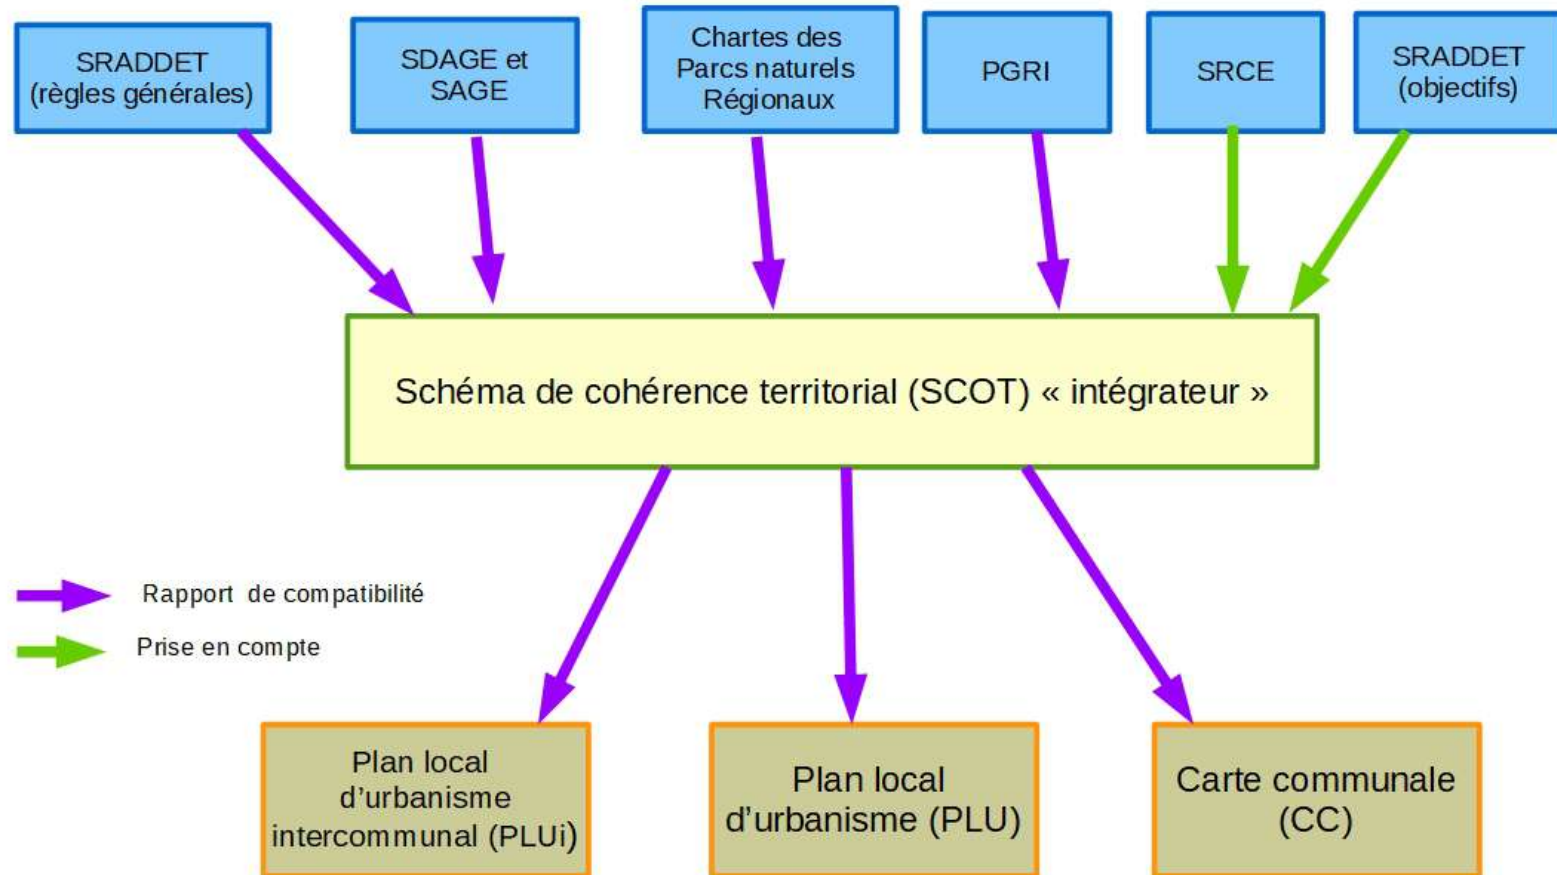 SRADDET
(règles générales)
SDAGE et
SAGE
Chartes des
Parcs naturels
Régionaux
PGRI
SRCE
SRADDET
(objectifs)
Schéma de cohérence territorial (SCOT) « intégrateur »
Rapport de compatibilité
Prise en compte
Plan local
d'urbanisme
intercommunal (PLUi)
Plan local
d'urbanisme (PLU)
Carte communale
(CC)